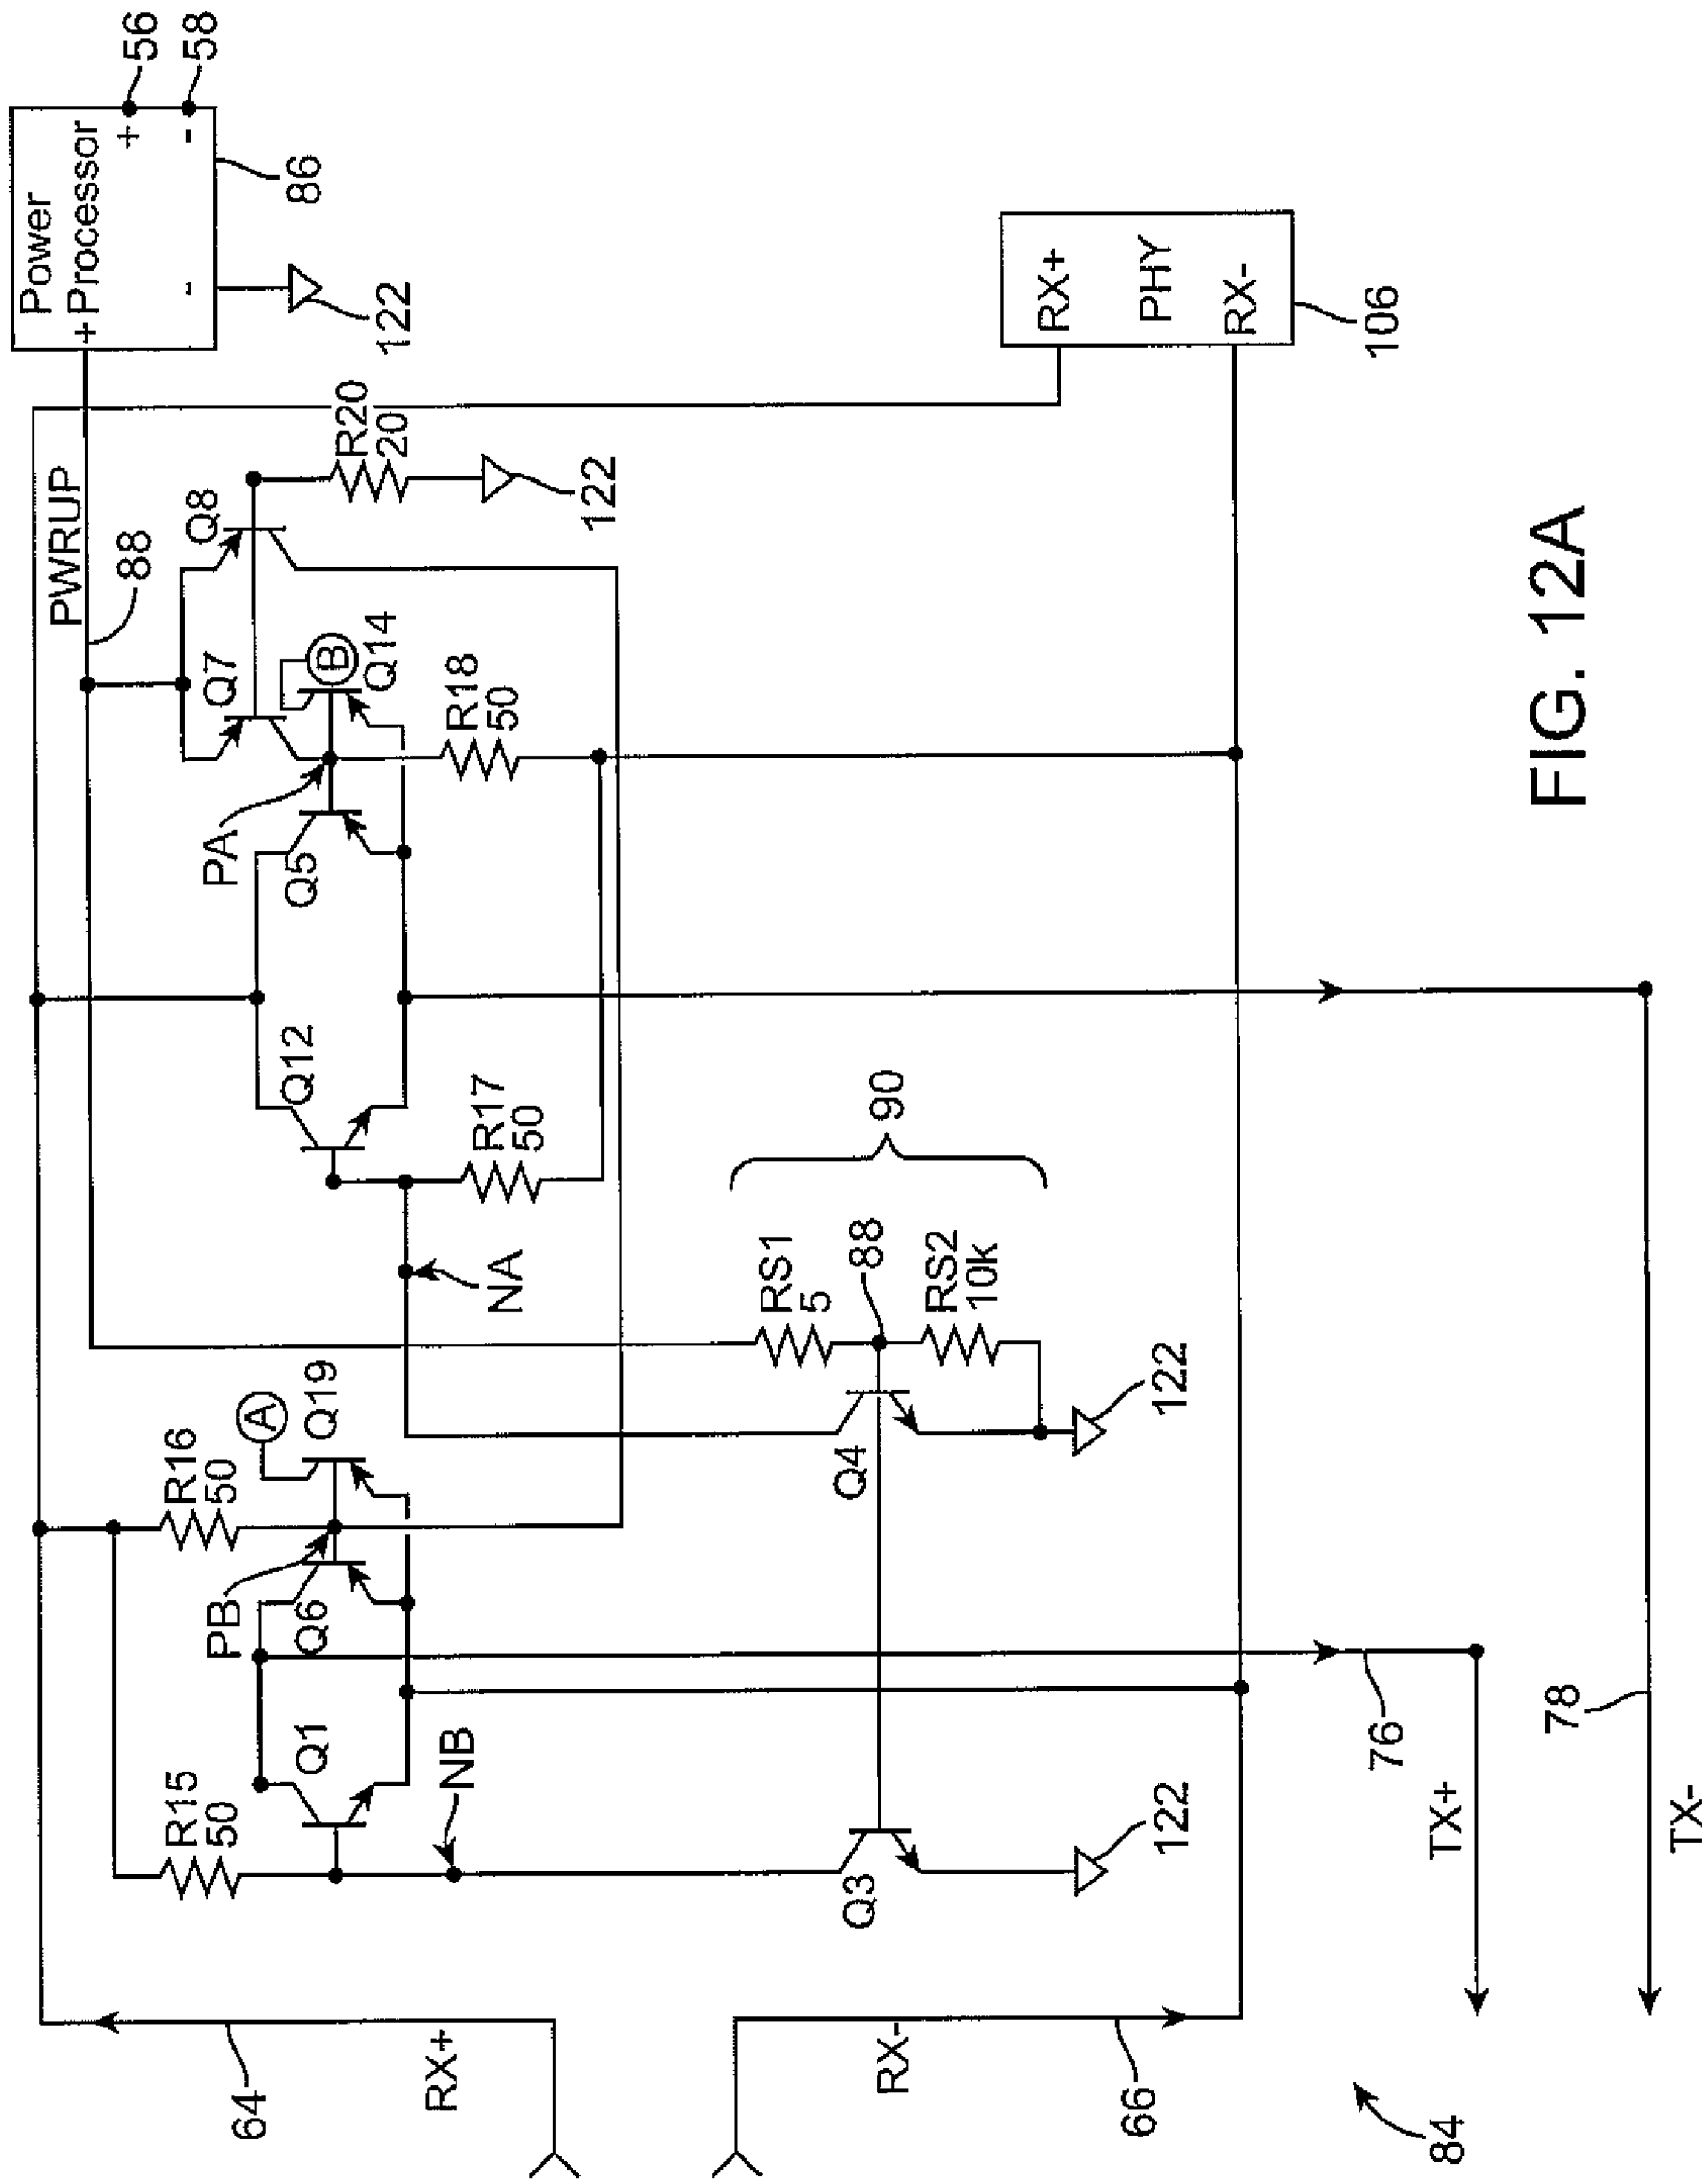 Power
+ Processor
+
-
-
56
58
86
122
PWRUP
88
Q7
Q8
R20
20
122
B
Q14
PA
Q5
R18
50
Q12
R17
50
NA
RX+
PHY
RX-
106
A
Q19
R16
50
PB
Q6
R15
50
Q1
NB
RS1
5
88
RS2
10k
90
Q4
122
Q3
122
64
RX+
RX-
66
76
TX+
78
TX-
84
FIG. 12A